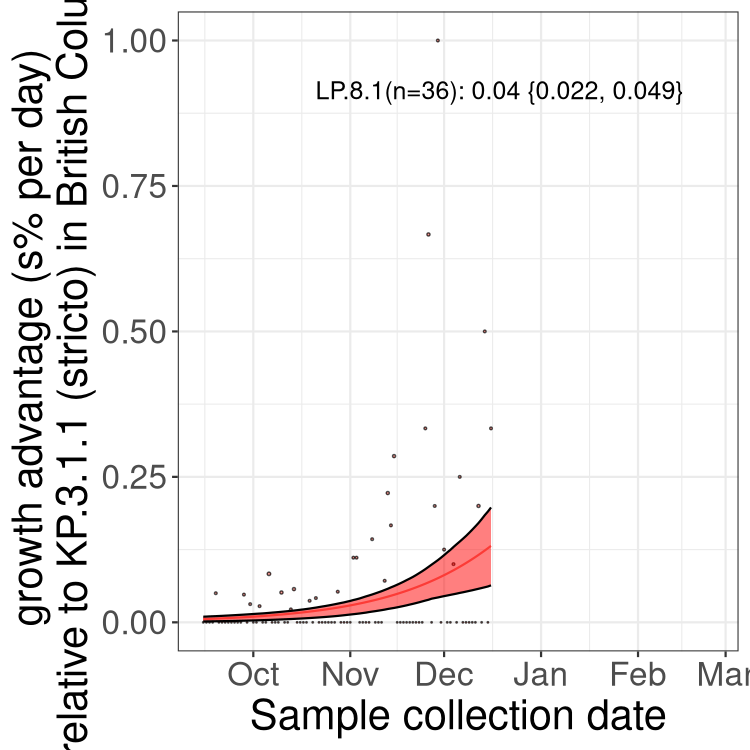 growth advantage (s% per day)
relative to KP.3.1.1 (stricto) in British Colu
1.00
0.75
0.50
0.25
0.00
LP.8.1(n=36): 0.04 {0.022, 0.049}
Oct Nov Dec Jan Feb Mar
Sample collection date